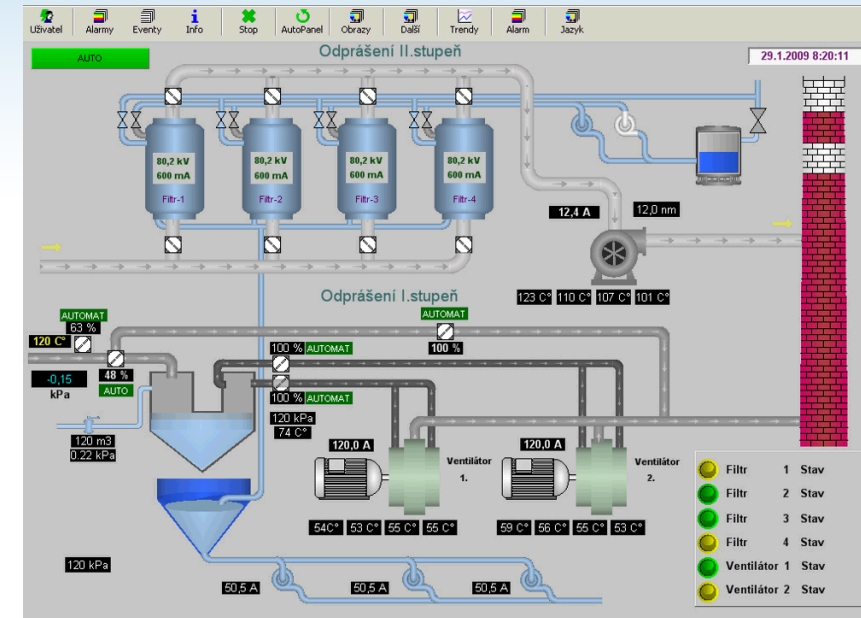 Uživatel Alarmy Eventy Info Stop AutoPanel Obrazy Další Trendy Alarm Jazyk
AUTO
Odprášení II.stupeň
29.1.2009 8:20:11
80,2 kV 80,2 kV 80,2 kV 80,2 kV
600 mA 600 mA 600 mA 600 mA
Filtr-1 Filtr-2 Filtr-3 Filtr-4
12,4 A 12,0 nm
123 C° 110 C° 107 C° 101 C°
Odprášení I.stupeň
AUTOMAT AUTOMAT
63 %
120 C°
100 % AUTOMAT 100 %
-0,15 48 %
kPa AUTO
100 % AUTOMAT
120 kPa
74 C°
120 m3
0.22 kPa
120,0 A 120,0 A
Ventilátor Ventilátor
1. 2.
54C° 53 C° 55 C° 55 C° 59 C° 56 C° 55 C° 53 C°
120 kPa
50,5 A 50,5 A 50,5 A
Filtr 1 Stav
Filtr 2 Stav
Filtr 3 Stav
Filtr 4 Stav
Ventilátor 1 Stav
Ventilátor 2 Stav